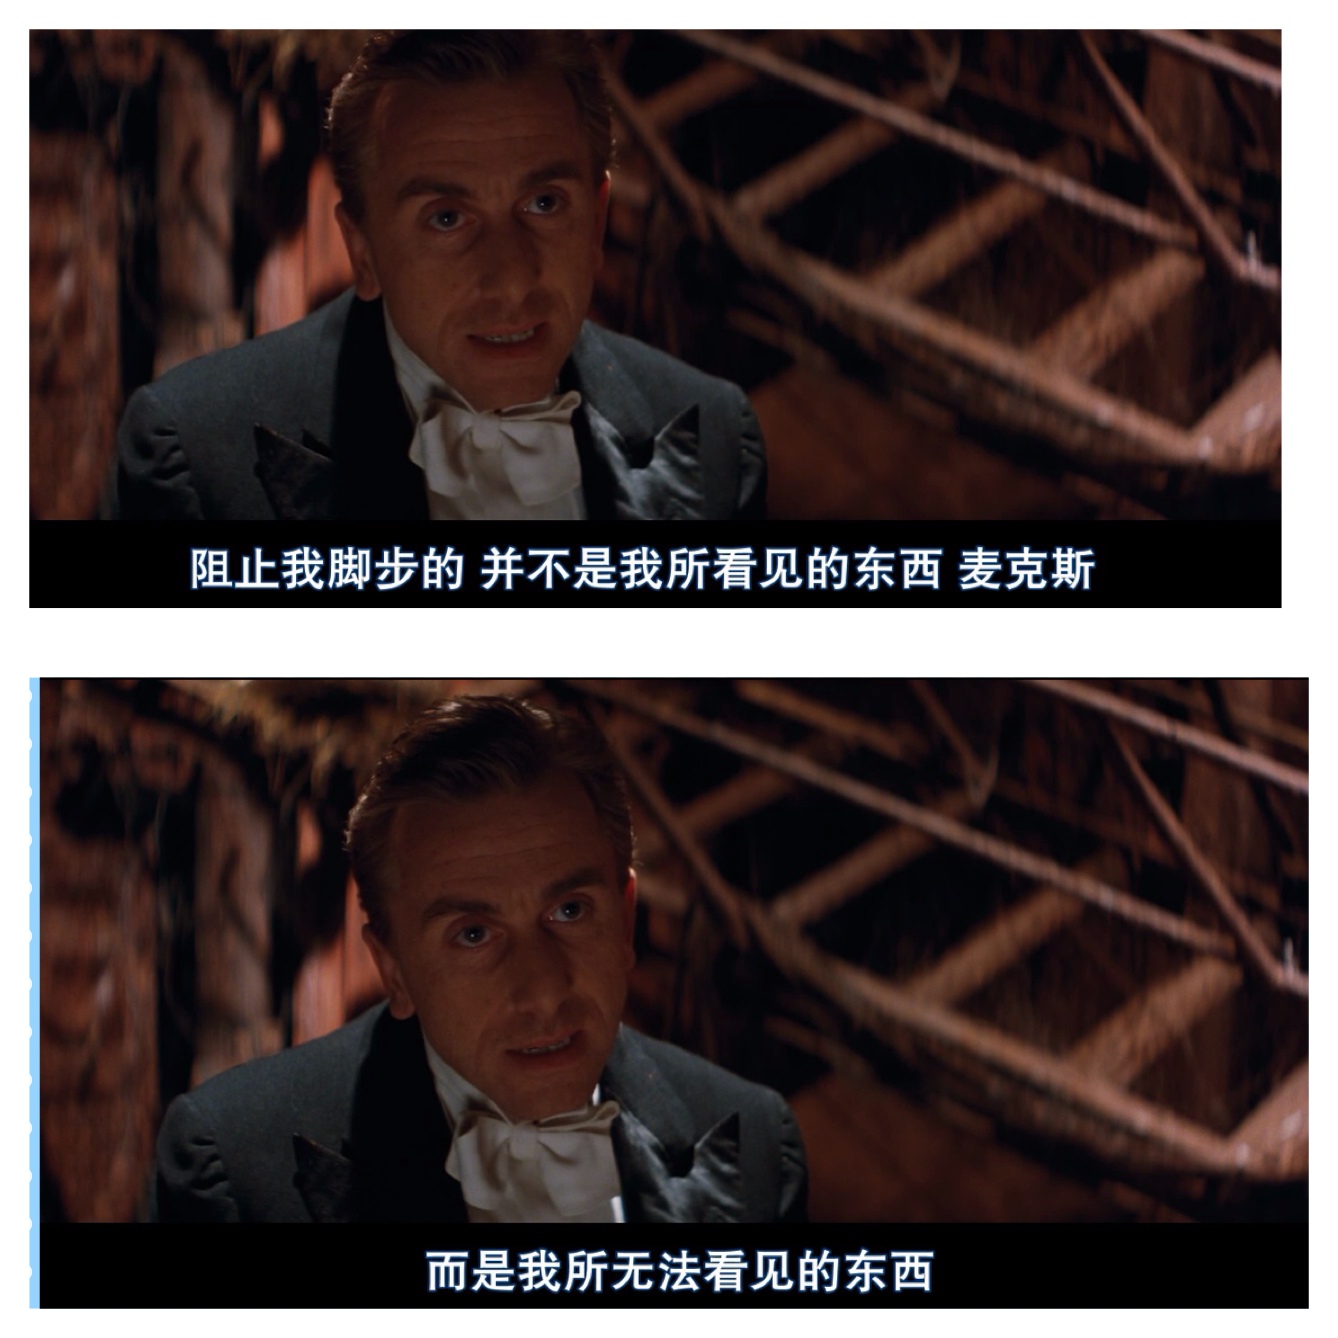 阻止我脚步的 并不是我所看见的东西 麦克斯
而是我所无法看见的东西